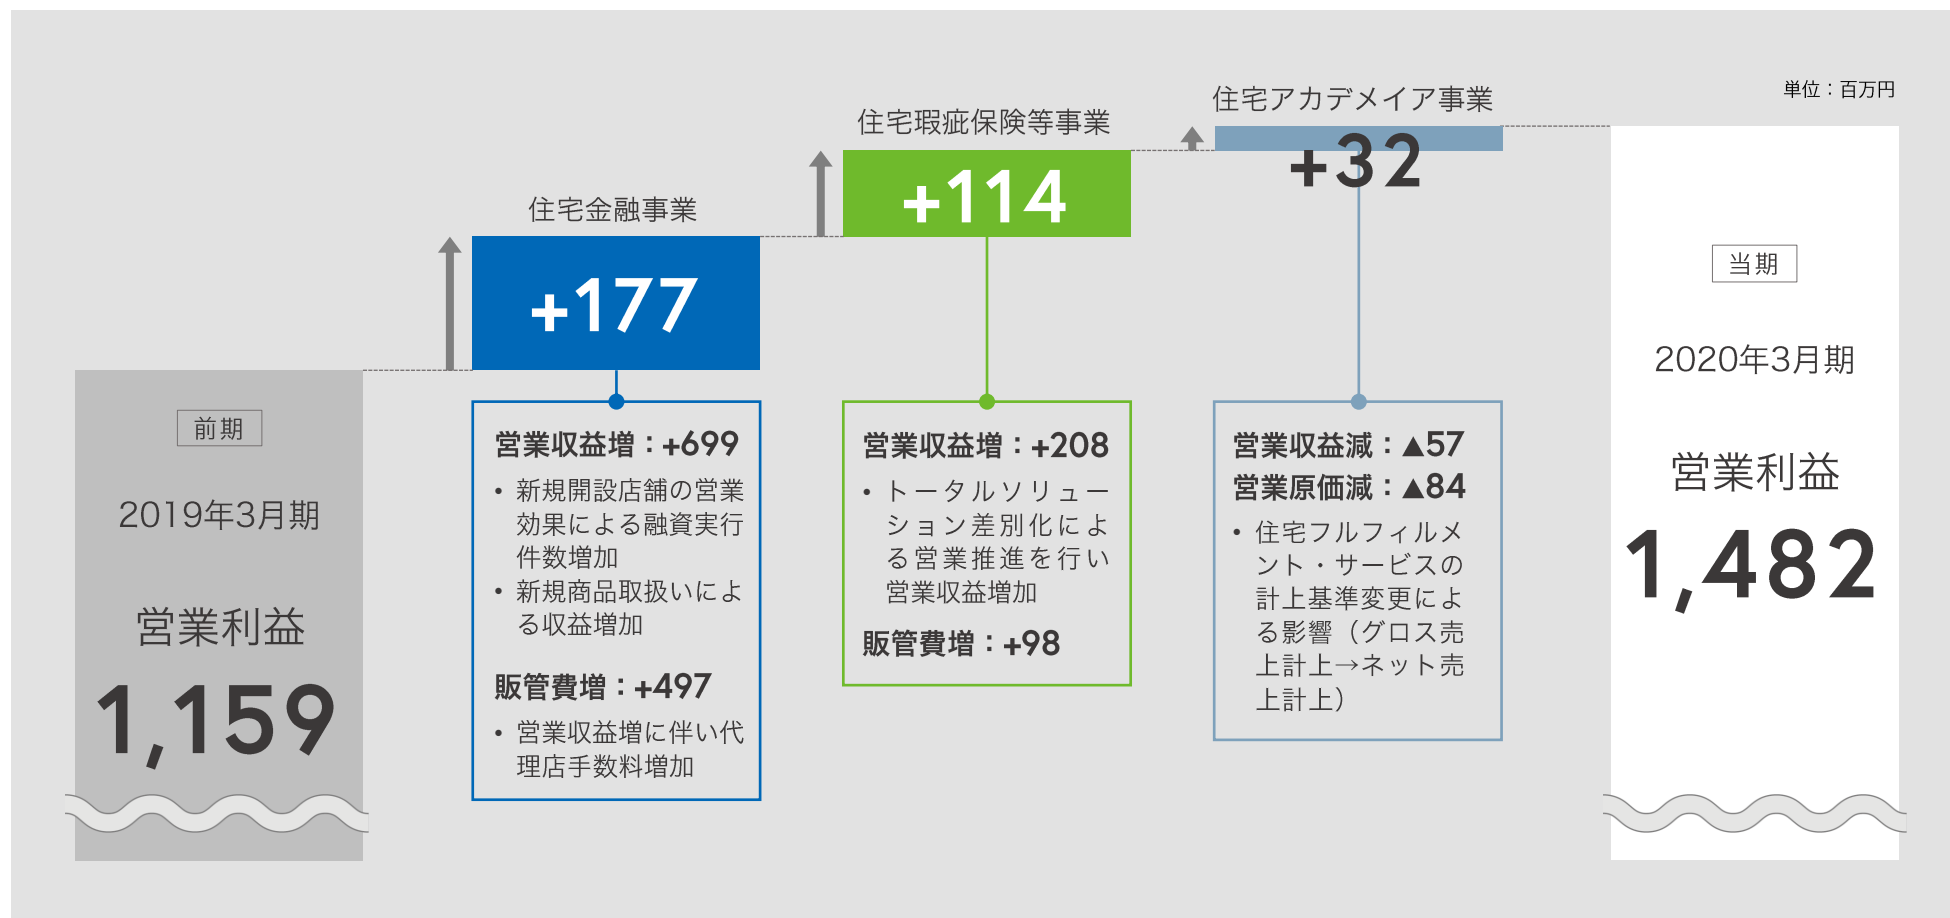 単位：百万円
前期
2019年3月期
営業利益
1,159
住宅金融事業
+177
営業収益増：+699
• 新規開設店舗の営業
効果による融資実行
件数増加
• 新規商品取扱いによ
る収益増加
販管費増：+497
• 営業収益増に伴い代
理店手数料増加
住宅瑕疵保険等事業
+114
営業収益増：+208
• トータルソリュー
ション差別化によ
る営業推進を行い
営業収益増加
販管費増：+98
住宅アカデメイア事業
+32
営業収益減：▲57
営業原価減：▲84
• 住宅フルフィルメ
ント・サービスの
計上基準変更によ
る影響（グロス売
上計上→ネット売
上計上）
当期
2020年3月期
営業利益
1,482